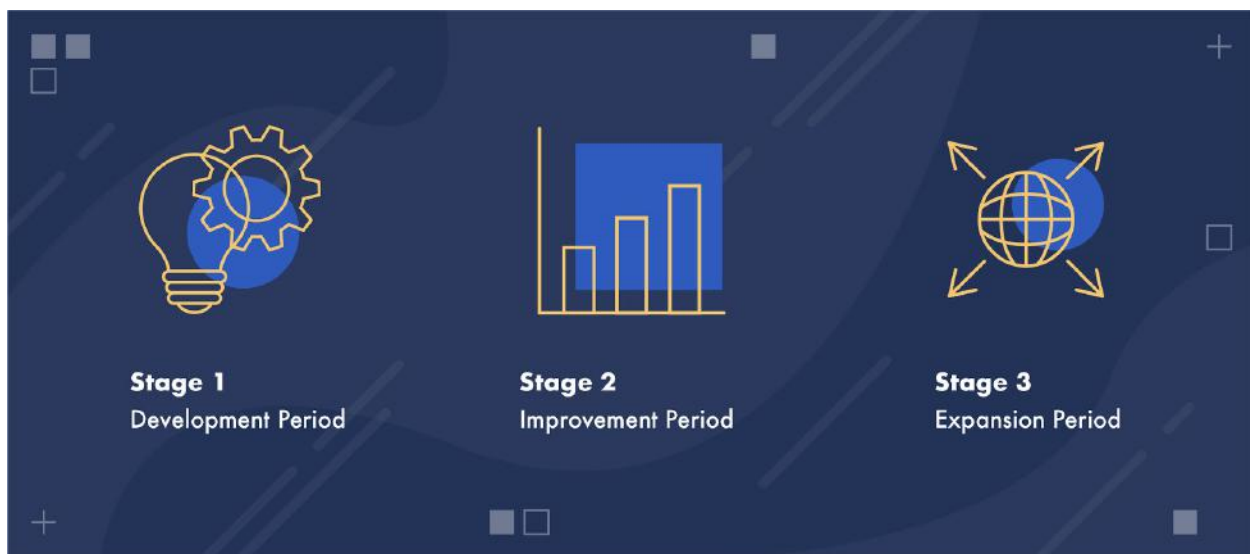 Stage 1
Development Period
Stage 2
Improvement Period
Stage 3
Expansion Period